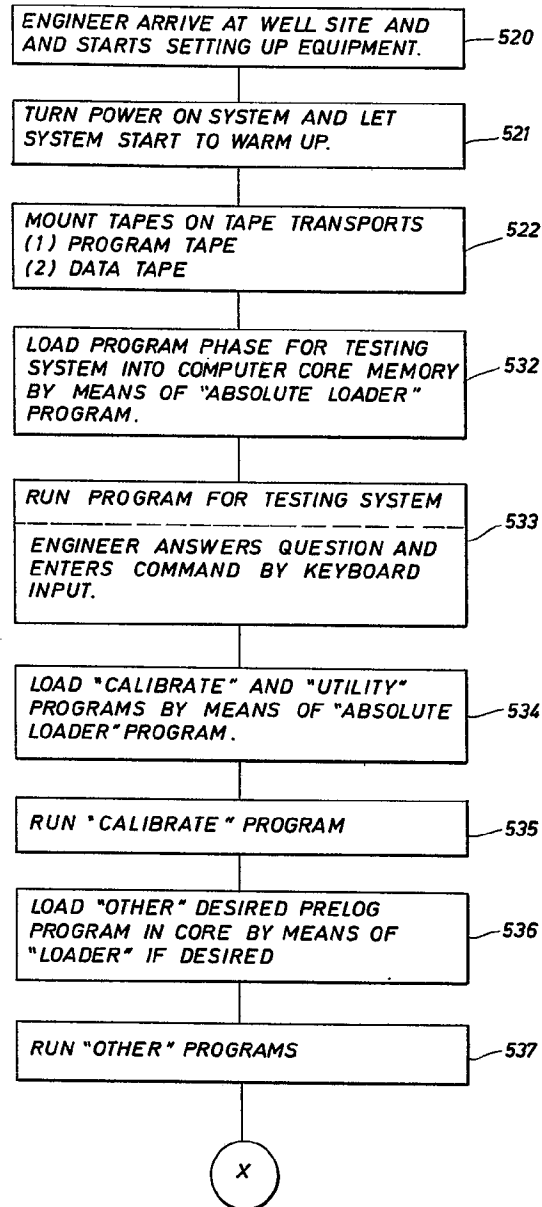 ENGINEER ARRIVE AT WELL SITE AND
AND STARTS SETTING UP EQUIPMENT.
520
TURN POWER ON SYSTEM AND LET
SYSTEM START TO WARM UP.
521
MOUNT TAPES ON TAPE TRANSPORTS
(1) PROGRAM TAPE
(2) DATA TAPE
522
LOAD PROGRAM PHASE FOR TESTING
SYSTEM INTO COMPUTER CORE MEMORY
BY MEANS OF "ABSOLUTE LOADER"
PROGRAM.
532
RUN PROGRAM FOR TESTING SYSTEM
ENGINEER ANSWERS QUESTION AND
ENTERS COMMAND BY KEYBOARD
INPUT.
533
LOAD "CALIBRATE" AND "UTILITY"
PROGRAMS BY MEANS OF "ABSOLUTE
LOADER" PROGRAM.
534
RUN "CALIBRATE" PROGRAM
535
LOAD "OTHER" DESIRED PRELOG
PROGRAM IN CORE BY MEANS OF
"LOADER" IF DESIRED
536
RUN "OTHER" PROGRAMS
537
X